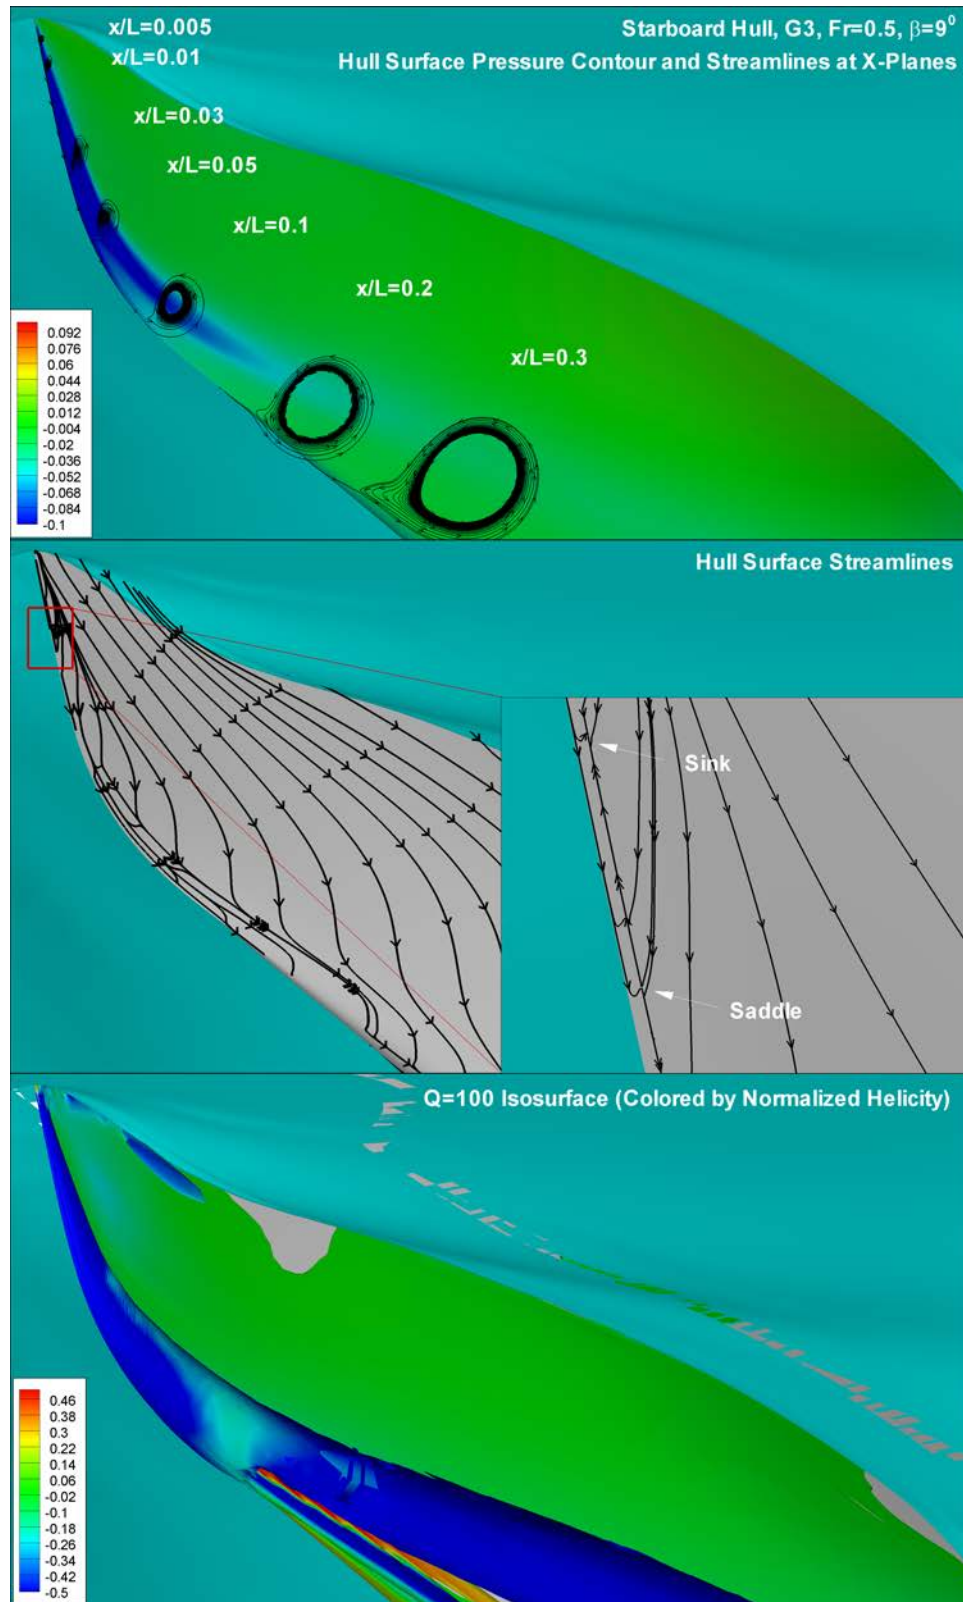 x/L=0.005
Starboard Hull, G3, Fr=0.5, β=9⁰
x/L=0.01
Hull Surface Pressure Contour and Streamlines at X-Planes
x/L=0.03
x/L=0.05
x/L=0.1
x/L=0.2
x/L=0.3
0.092
0.076
0.06
0.044
0.028
0.012
-0.004
-0.02
-0.036
-0.052
-0.068
-0.084
-0.1
Hull Surface Streamlines
Sink
Saddle
Q=100 Isosurface (Colored by Normalized Helicity)
0.46
0.38
0.3
0.22
0.14
0.06
-0.02
-0.1
-0.18
-0.26
-0.34
-0.42
-0.5